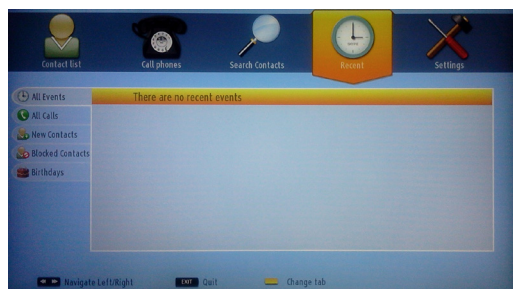 Contact list
Call phones
Search Contacts
Recent
Settings
All Events
There are no recent events
All Calls
New Contacts
Blocked Contacts
Birthdays
Navigate Left/Right
EXIT
Quit
Change tab